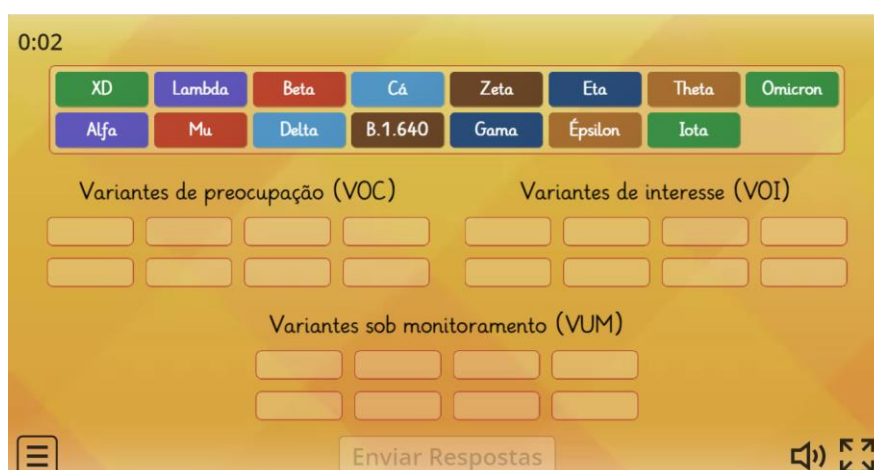 0:02
XD Lambda Beta Cá Zeta Eta Theta Omicron
Alfa Mu Delta B.1.640 Gama Épsilon Iota
Variantes de preocupação (VOC) Variantes de interesse (VOI)
Variantes sob monitoramento (VUM)
Enviar Respostas